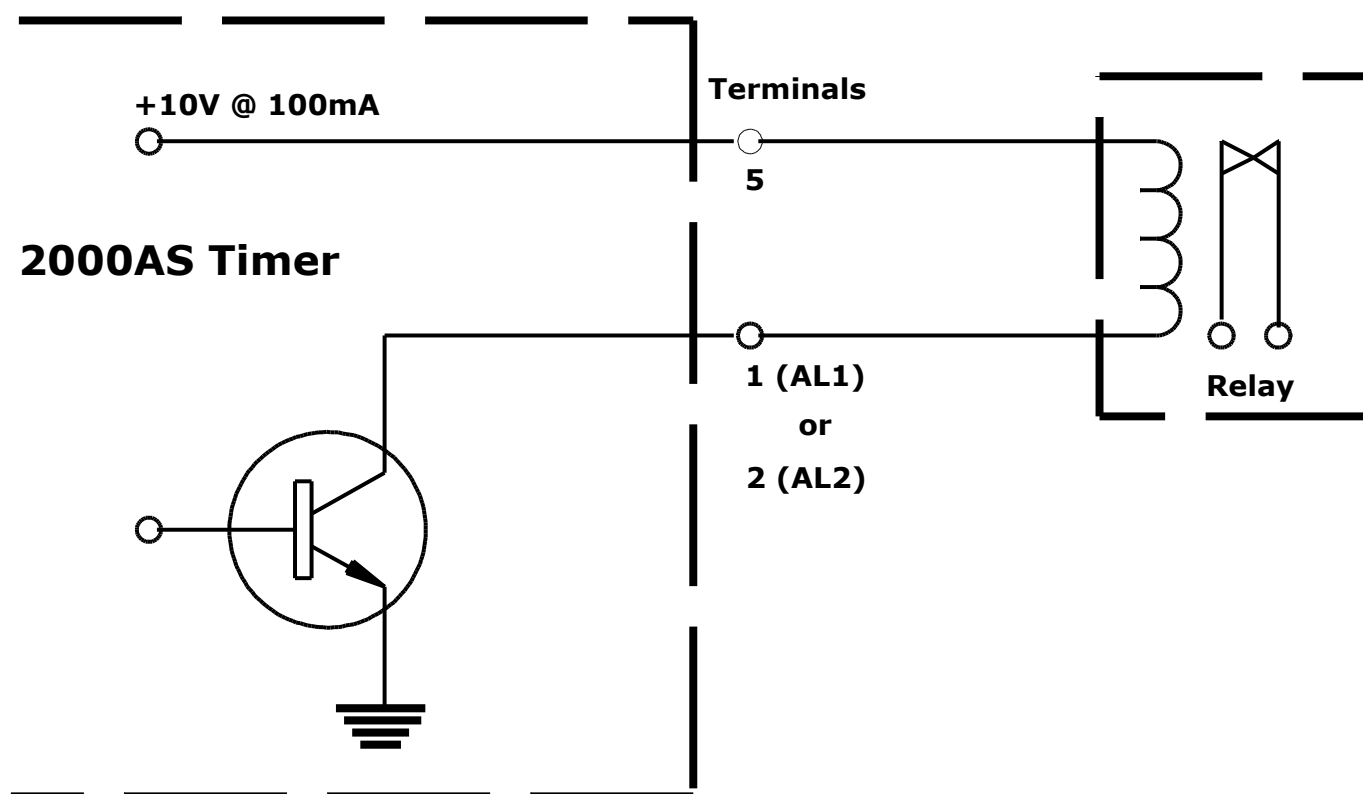 +10V @ 100mA
Terminals
5
2000AS Timer
1 (AL1)
or
2 (AL2)
Relay